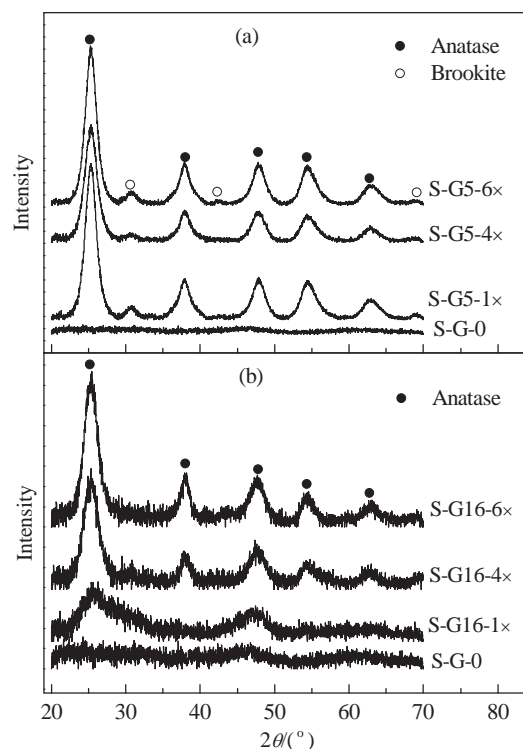 (a)
● Anatase
○ Brookite
Intensity
S-G5-6×
S-G5-4×
S-G5-1×
S-G-0
(b)
● Anatase
Intensity
S-G16-6×
S-G16-4×
S-G16-1×
S-G-0
20 30 40 50 60 70 80
2θ/(°)